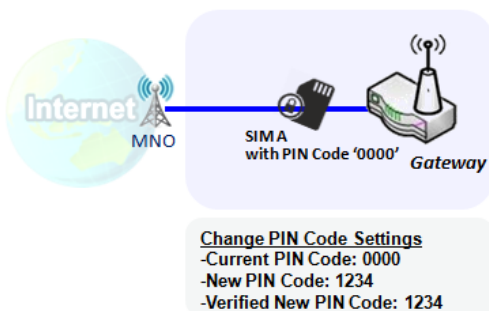 Internet
MNO
SIM A
with PIN Code ‘0000’
Gateway
Change PIN Code Settings
-Current PIN Code: 0000
-New PIN Code: 1234
-Verified New PIN Code: 1234